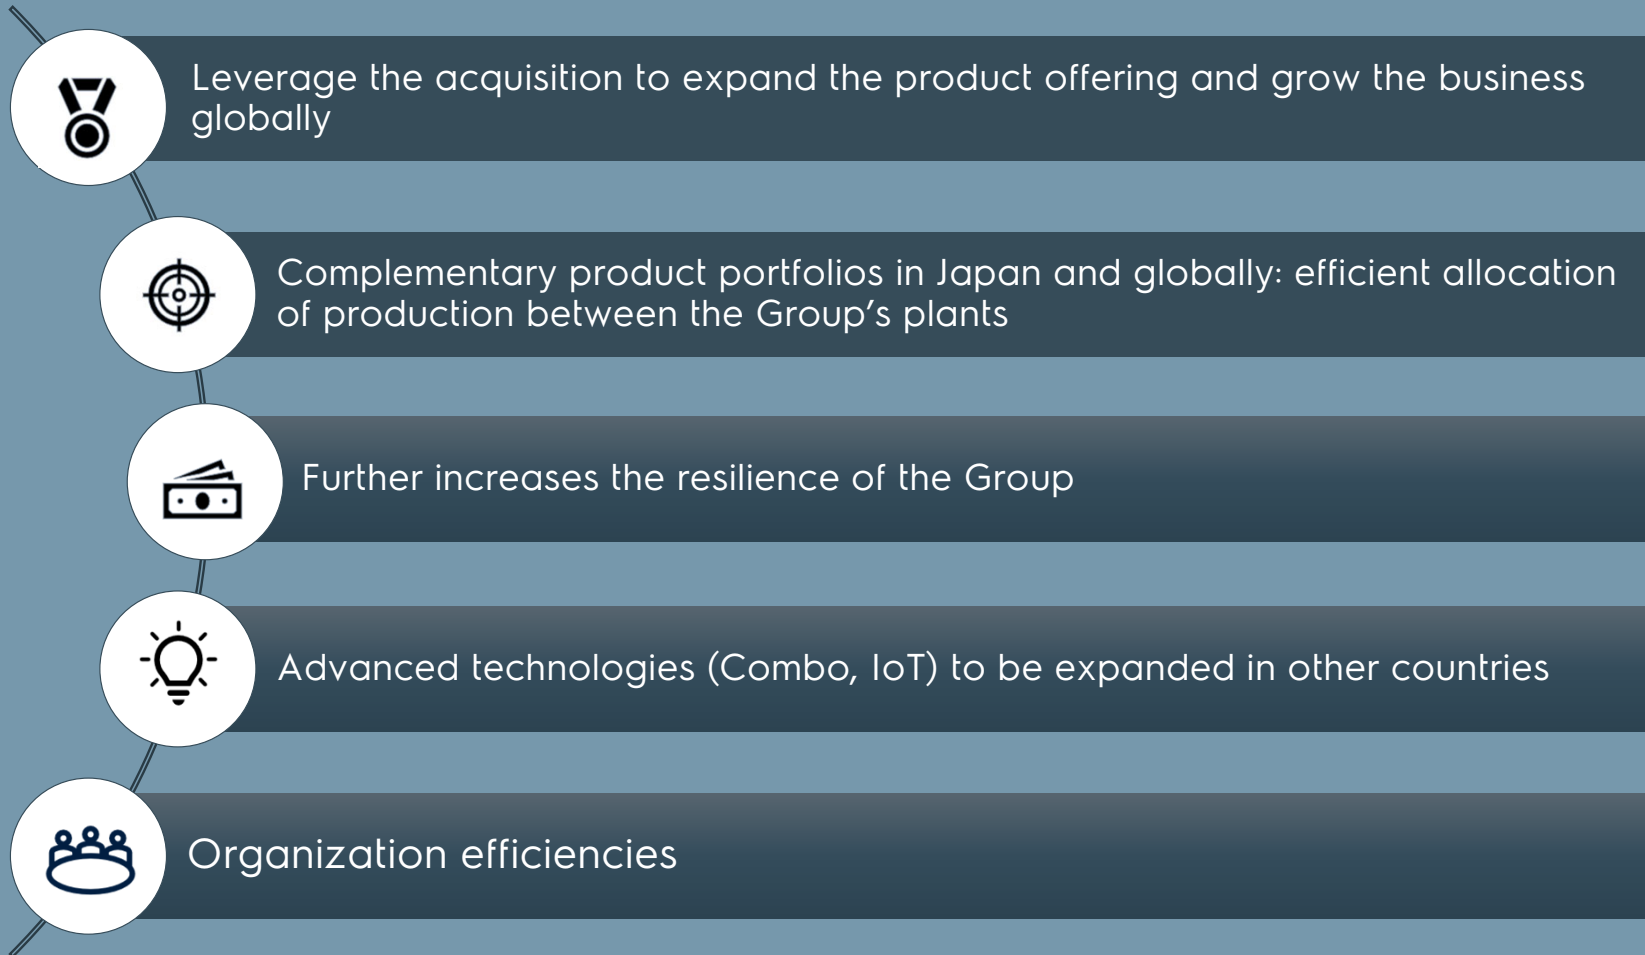 Leverage the acquisition to expand the product offering and grow the business
globally
Complementary product portfolios in Japan and globally: efficient allocation
of production between the Group’s plants
Further increases the resilience of the Group
Advanced technologies (Combo, IoT) to be expanded in other countries
Organization efficiencies